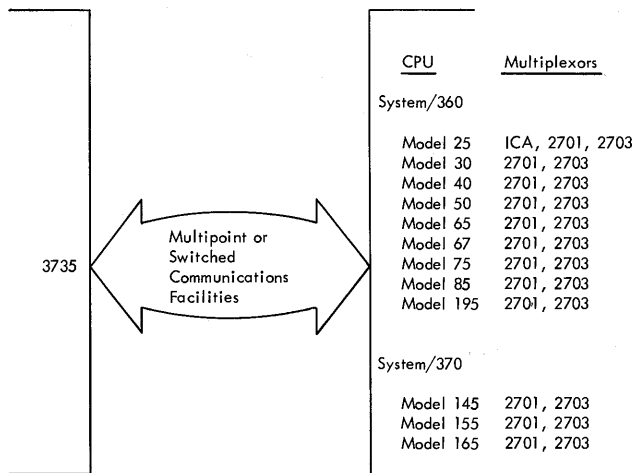 CPU Multiplexors
System/360
Model 25 ICA, 2701, 2703
Model 30 2701, 2703
Model 40 2701, 2703
Model 50 2701, 2703
Model 65 2701, 2703
Model 67 2701, 2703
Model 75 2701, 2703
Model 85 2701, 2703
Model 195 2701, 2703
3735
Multipoint or
Switched
Communications
Facilities
System/370
Model 145 2701, 2703
Model 155 2701, 2703
Model 165 2701, 2703